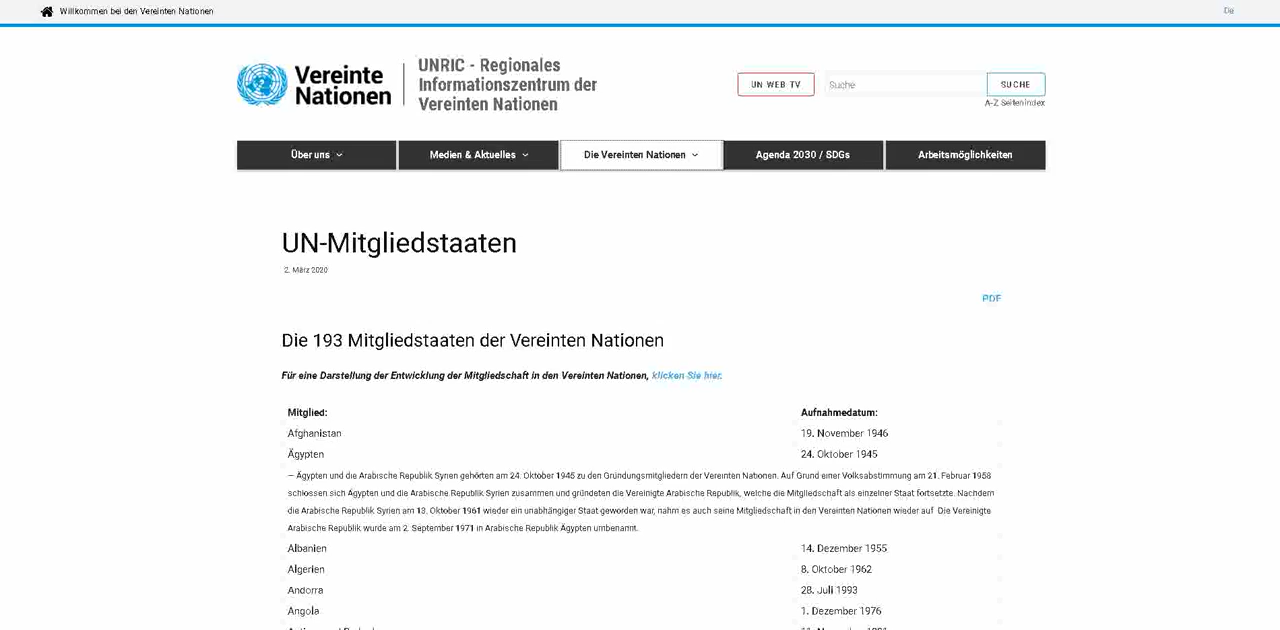 Willkommen bei den Vereinten Nationen
De
Vereinte
Nationen
UNRIC - Regionales
Informationszentrum der
Vereinten Nationen
UN WEB TV
Suche
SUCHE
A-Z Seitenindex
Über uns
Medien & Aktuelles
Die Vereinten Nationen
Agenda 2030 / SDGs
Arbeitsmöglichkeiten
UN-Mitgliedstaaten
2. März 2020
PDF
Die 193 Mitgliedstaaten der Vereinten Nationen
Für eine Darstellung der Entwicklung der Mitgliedschaft in den Vereinten Nationen, klicken Sie hier.
Mitglied: Aufnahmedatum:
Afghanistan 19. November 1946
Ägypten 24. Oktober 1945
– Ägypten und die Arabische Republik Syrien gehörten am 24. Oktober 1945 zu den Gründungsmitgliedern der Vereinten Nationen. Auf Grund einer Volksabstimmung am 21. Februar 1958
schlossen sich Ägypten und die Arabische Republik Syrien zusammen und gründeten die Vereinigte Arabische Republik, welche die Mitgliedschaft als einzelner Staat fortsetzte. Nachdem
die Arabische Republik Syrien am 13. Oktober 1961 wieder ein unabhängiger Staat geworden war, nahm es auch seine Mitgliedschaft in den Vereinten Nationen wieder auf. Die Vereinigte
Arabische Republik wurde am 2. September 1971 in Arabische Republik Ägypten umbenannt.
Albanien 14. Dezember 1955
Algerien 8. Oktober 1962
Andorra 28. Juli 1993
Angola 1. Dezember 1976